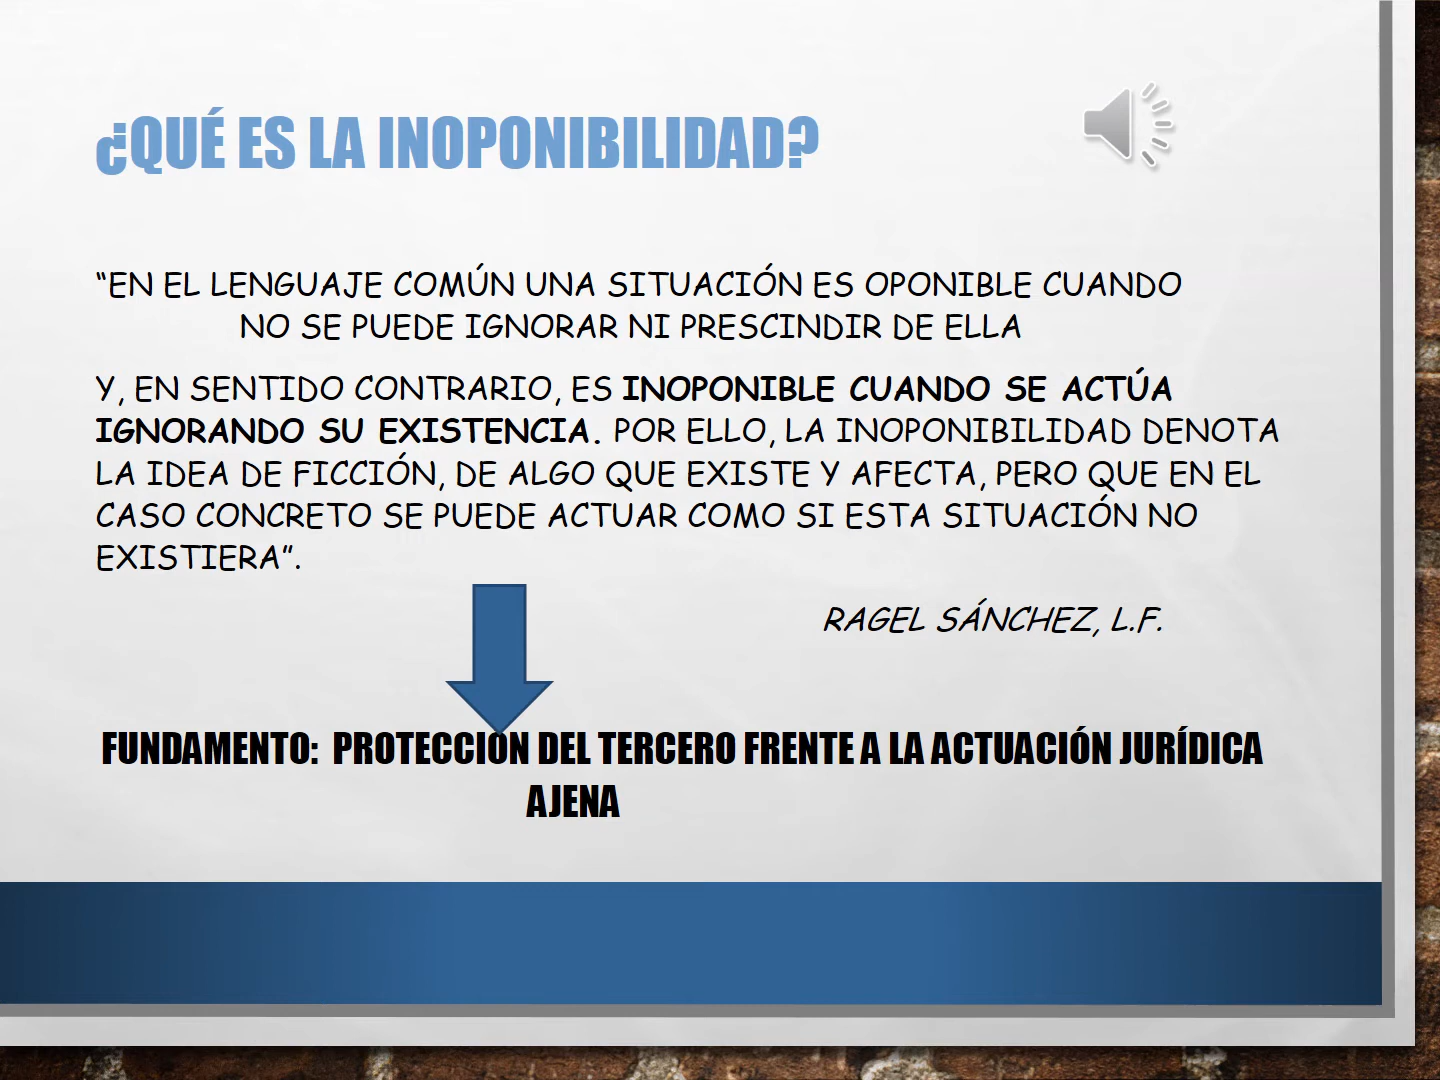 ¿QUÉ ES LA INOPONIBILIDAD?
“EN EL LENGUAJE COMÚN UNA SITUACIÓN ES OPONIBLE CUANDO
NO SE PUEDE IGNORAR NI PRESCINDIR DE ELLA
Y, EN SENTIDO CONTRARIO, ES INOPONIBLE CUANDO SE ACTÚA
IGNORANDO SU EXISTENCIA. POR ELLO, LA INOPONIBILIDAD DENOTA
LA IDEA DE FICCIÓN, DE ALGO QUE EXISTE Y AFECTA, PERO QUE EN EL
CASO CONCRETO SE PUEDE ACTUAR COMO SI ESTA SITUACIÓN NO
EXISTIERA”.
RAGEL SÁNCHEZ, L.F.
FUNDAMENTO: PROTECCIÓN DEL TERCERO FRENTE A LA ACTUACIÓN JURÍDICA
AJENA